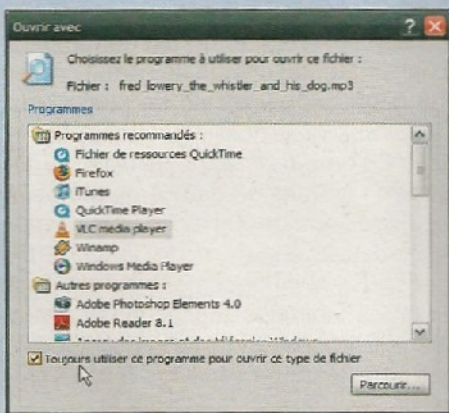 Ouvrir avec
Choisissez le programme à utiliser pour ouvrir ce fichier :
Fichier : fred_lowery_the_whistler_and_his_dog.mp3
Programmes
Programmes recommandés :
Fichier de ressources QuickTime
Firefox
iTunes
QuickTime Player
VLC media player
Winamp
Windows Media Player
Autres programmes :
Adobe Photoshop Elements 4.0
Adobe Reader 8.1
Toujours utiliser ce programme pour ouvrir ce type de fichier
Parcourir...